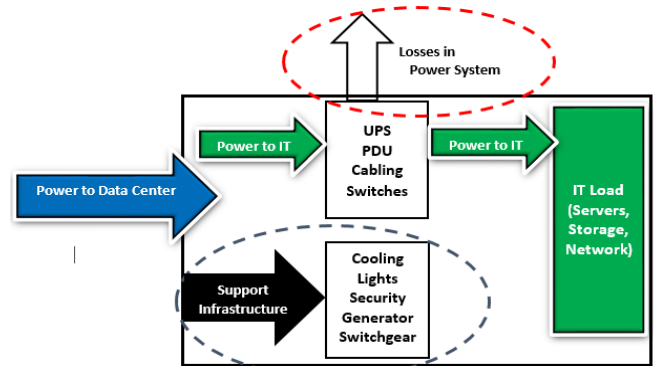 Losses in
Power System
Power to IT
UPS
PDU
Cabling
Switches
Power to IT
Power to Data Center
IT Load
(Servers,
Storage,
Network)
Support
Infrastructure
Cooling
Lights
Security
Generator
Switchgear